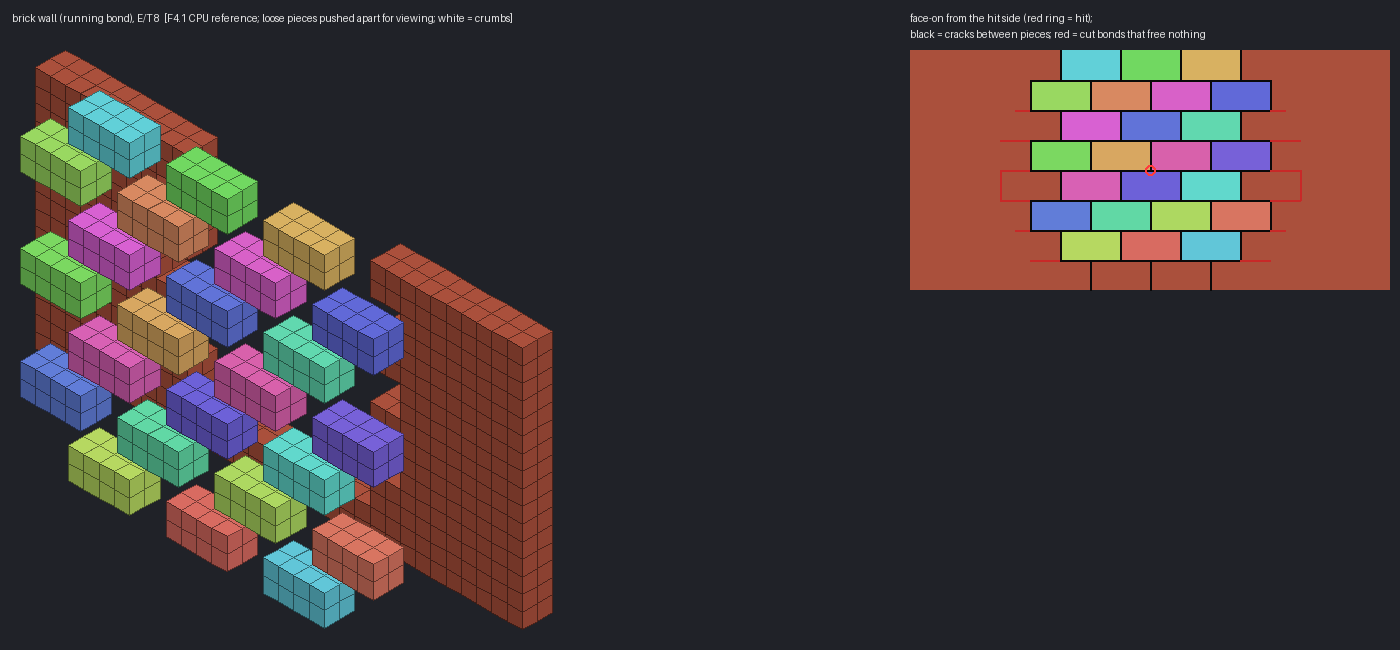 brick wall (running bond), E/T8  [F4.1 CPU reference; loose pieces pushed apart for viewing; white = crumbs]
face-on from the hit side (red ring = hit);
black = cracks between pieces; red = cut bonds that free nothing